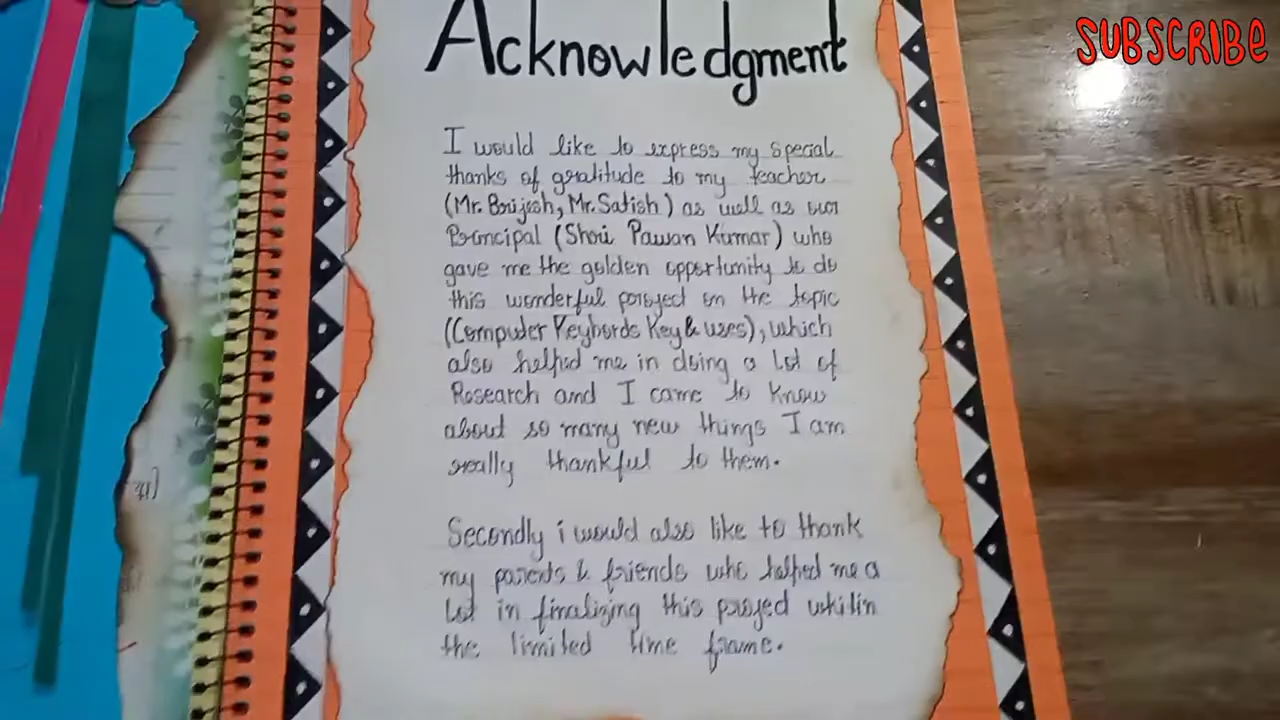 SUBSCRIBE
Acknowledgment
I would like to express my special
thanks of gratitude to my teacher
(Mr. Brijesh, Mr. Satish) as well as our
Principal (Shri Pawan Kumar) who
gave me the golden opportunity to do
this wonderful project on the topic
(Computer Keybords Key & uses), which
also helped me in doing a lot of
Research and I came to know
about so many new things I am
really thankful to them.
Secondly i would also like to thank
my parents & friends who helped me a
lot in finalizing this project
the limited time frame.